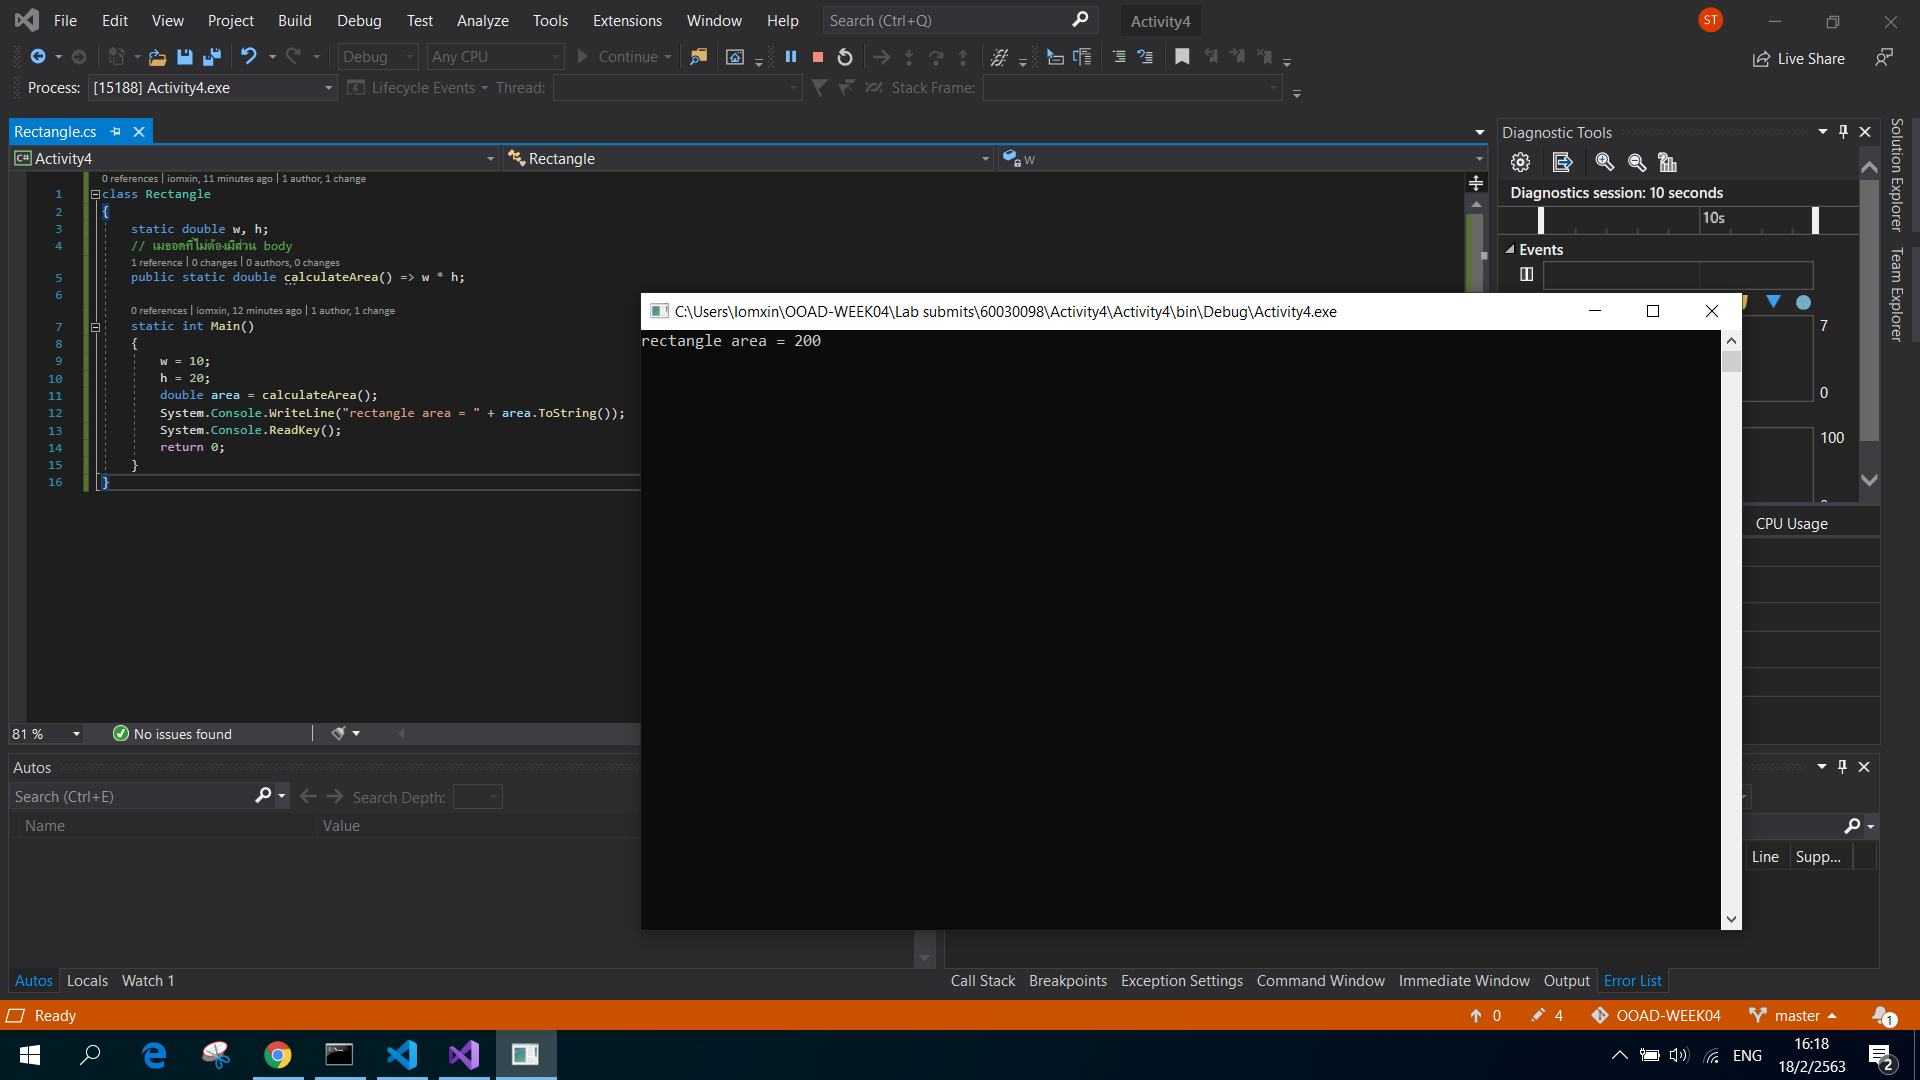 File Edit View Project Build Debug Test Analyze Tools Extensions Window Help Search (Ctrl+Q) Activity4 ST
Debug Any CPU Continue Live Share
Process: [15188] Activity4.exe Lifecycle Events Thread: Stack Frame:
Rectangle.cs
Activity4 Rectangle w
0 references | iomxin, 11 minutes ago | 1 author, 1 change
1 class Rectangle
2 {
3 static double w, h;
4 // เมธอดที่ไม่ต้องมีส่วน body
1 reference | 0 changes | 0 authors, 0 changes
5 public static double calculateArea() => w * h;
6
0 references | iomxin, 12 minutes ago | 1 author, 1 change
7 static int Main()
8 {
9 w = 10;
10 h = 20;
11 double area = calculateArea();
12 System.Console.WriteLine("rectangle area = " + area.ToString());
13 System.Console.ReadKey();
14 return 0;
15 }
16 }
81 % No issues found
C:\Users\Iomxin\OOAD-WEEK04\Lab submits\60030098\Activity4\Activity4\bin\Debug\Activity4.exe
rectangle area = 200
Diagnostic Tools
Diagnostics session: 10 seconds
10s
Events
7
0
100
CPU Usage
Solution Explorer
Team Explorer
Autos
Search (Ctrl+E) Search Depth:
Name Value
Line Supp...
Autos Locals Watch 1
Call Stack Breakpoints Exception Settings Command Window Immediate Window Output Error List
Ready 0 4 OOAD-WEEK04 master 1
ENG 16:18
18/2/2563 2